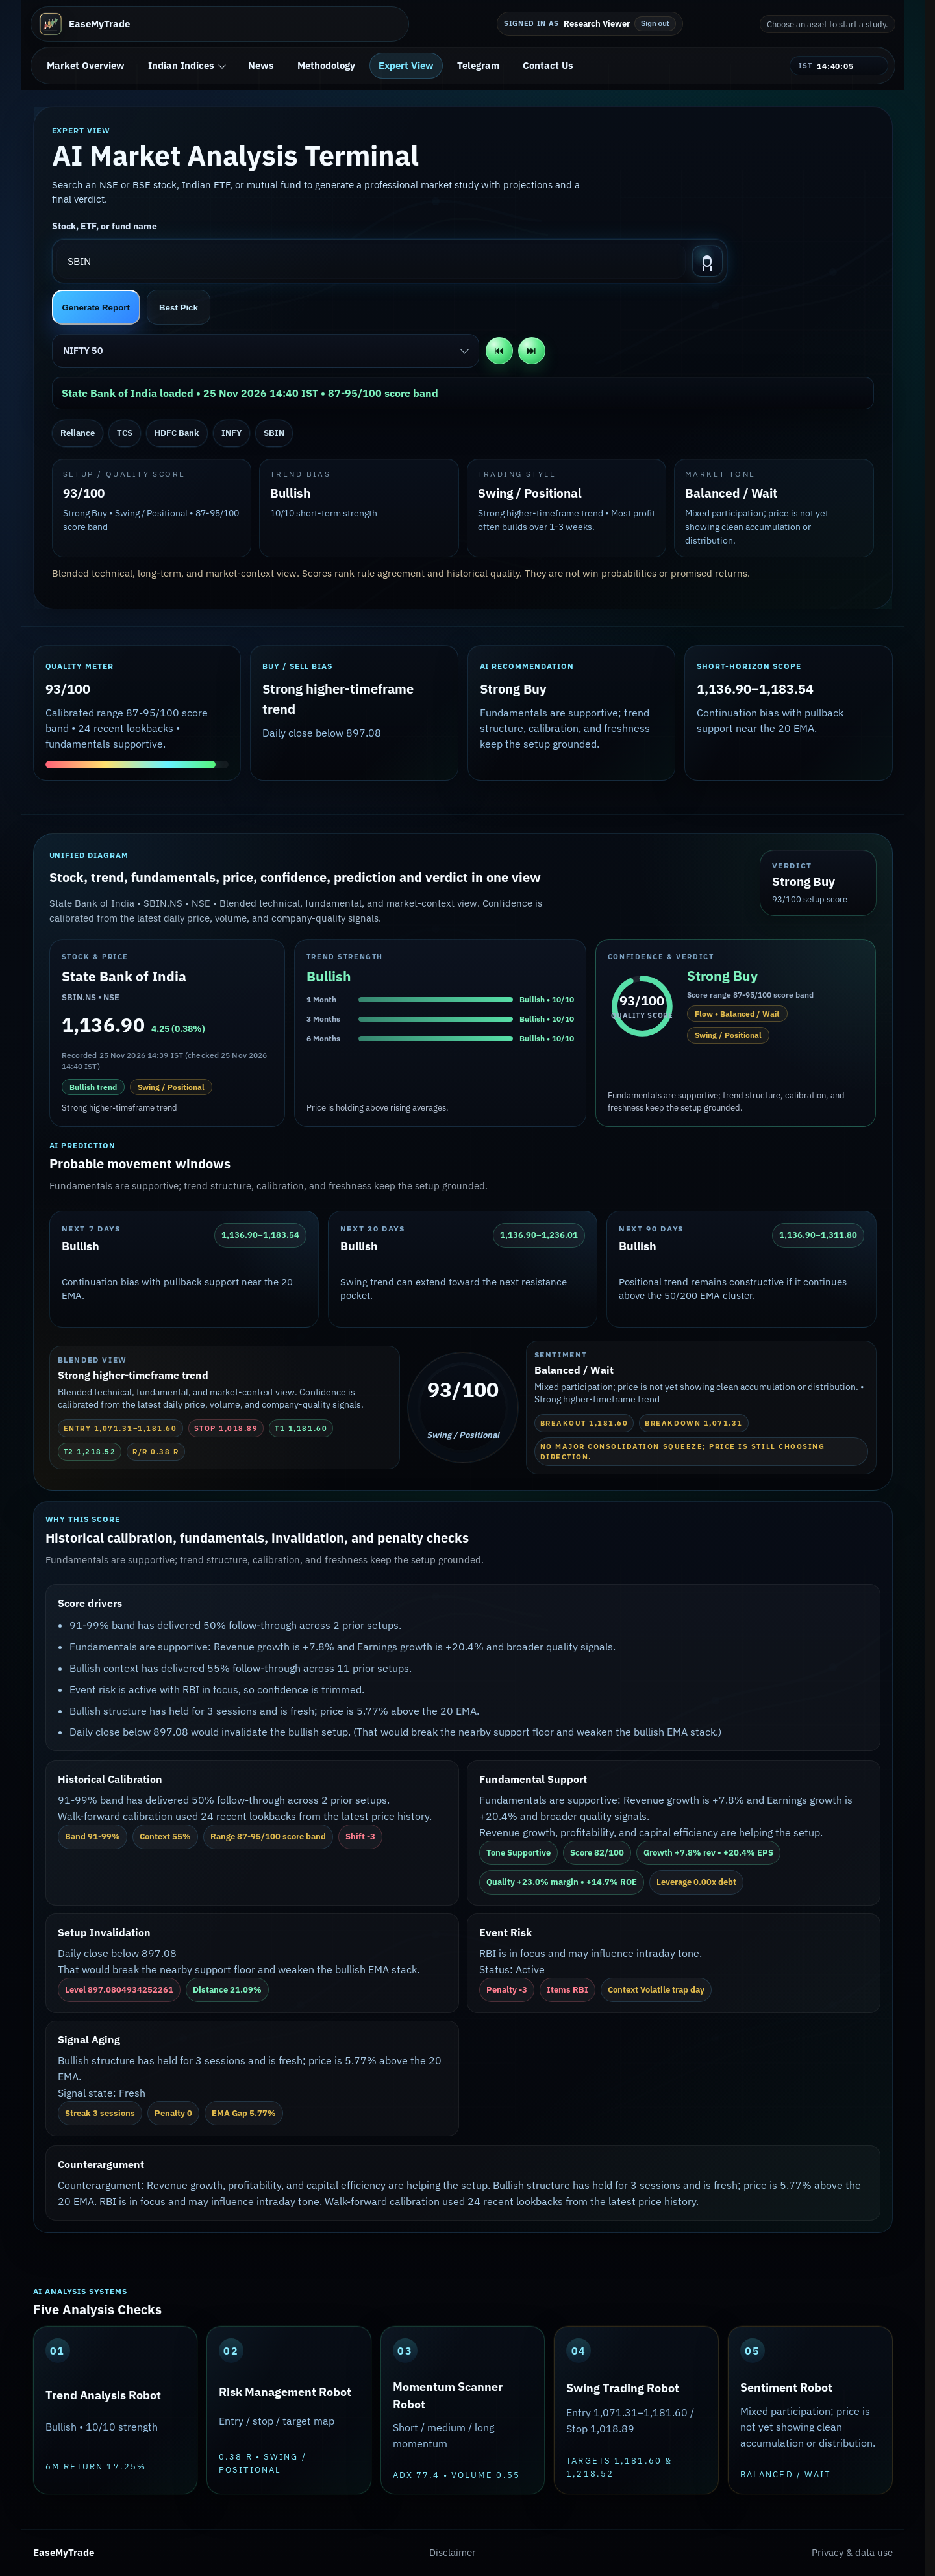 EaseMyTrade
SIGNED IN AS Research Viewer Sign out
Choose an asset to start a study.
Market Overview Indian Indices News Methodology Expert View Telegram Contact Us
IST 14:40:05
EXPERT VIEW
AI Market Analysis Terminal
Search an NSE or BSE stock, Indian ETF, or mutual fund to generate a professional market study with projections and a
final verdict.
Stock, ETF, or fund name
SBIN
Generate Report Best Pick
NIFTY 50
State Bank of India loaded • 25 Nov 2026 14:40 IST • 87-95/100 score band
Reliance TCS HDFC Bank INFY SBIN
SETUP / QUALITY SCORE
93/100
Strong Buy • Swing / Positional • 87-95/100
score band
TREND BIAS
Bullish
10/10 short-term strength
TRADING STYLE
Swing / Positional
Strong higher-timeframe trend • Most profit
often builds over 1-3 weeks.
MARKET TONE
Balanced / Wait
Mixed participation; price is not yet
showing clean accumulation or
distribution.
Blended technical, long-term, and market-context view. Scores rank rule agreement and historical quality. They are not win probabilities or promised returns.
QUALITY METER
93/100
Calibrated range 87-95/100 score
band • 24 recent lookbacks •
fundamentals supportive.
BUY / SELL BIAS
Strong higher-timeframe
trend
Daily close below 897.08
AI RECOMMENDATION
Strong Buy
Fundamentals are supportive; trend
structure, calibration, and freshness
keep the setup grounded.
SHORT-HORIZON SCOPE
1,136.90–1,183.54
Continuation bias with pullback
support near the 20 EMA.
UNIFIED DIAGRAM
Stock, trend, fundamentals, price, confidence, prediction and verdict in one view
State Bank of India • SBIN.NS • NSE • Blended technical, fundamental, and market-context view. Confidence is
calibrated from the latest daily price, volume, and company-quality signals.
VERDICT
Strong Buy
93/100 setup score
STOCK & PRICE
State Bank of India
SBIN.NS • NSE
1,136.90 4.25 (0.38%)
Recorded 25 Nov 2026 14:39 IST (checked 25 Nov 2026
14:40 IST)
Bullish trend Swing / Positional
Strong higher-timeframe trend
TREND STRENGTH
Bullish
1 Month Bullish • 10/10
3 Months Bullish • 10/10
6 Months Bullish • 10/10
Price is holding above rising averages.
CONFIDENCE & VERDICT
93/100
QUALITY SCORE
Strong Buy
Score range 87-95/100 score band
Flow • Balanced / Wait
Swing / Positional
Fundamentals are supportive; trend structure, calibration, and
freshness keep the setup grounded.
AI PREDICTION
Probable movement windows
Fundamentals are supportive; trend structure, calibration, and freshness keep the setup grounded.
NEXT 7 DAYS
Bullish
1,136.90–1,183.54
Continuation bias with pullback support near the 20
EMA.
NEXT 30 DAYS
Bullish
1,136.90–1,236.01
Swing trend can extend toward the next resistance
pocket.
NEXT 90 DAYS
Bullish
1,136.90–1,311.80
Positional trend remains constructive if it continues
above the 50/200 EMA cluster.
BLENDED VIEW
Strong higher-timeframe trend
Blended technical, fundamental, and market-context view. Confidence is
calibrated from the latest daily price, volume, and company-quality signals.
ENTRY 1,071.31–1,181.60 STOP 1,018.89 T1 1,181.60
T2 1,218.52 R/R 0.38 R
93/100
Swing / Positional
SENTIMENT
Balanced / Wait
Mixed participation; price is not yet showing clean accumulation or distribution. •
Strong higher-timeframe trend
BREAKOUT 1,181.60 BREAKDOWN 1,071.31
NO MAJOR CONSOLIDATION SQUEEZE; PRICE IS STILL CHOOSING
DIRECTION.
WHY THIS SCORE
Historical calibration, fundamentals, invalidation, and penalty checks
Fundamentals are supportive; trend structure, calibration, and freshness keep the setup grounded.
Score drivers
• 91-99% band has delivered 50% follow-through across 2 prior setups.
• Fundamentals are supportive: Revenue growth is +7.8% and Earnings growth is +20.4% and broader quality signals.
• Bullish context has delivered 55% follow-through across 11 prior setups.
• Event risk is active with RBI in focus, so confidence is trimmed.
• Bullish structure has held for 3 sessions and is fresh; price is 5.77% above the 20 EMA.
• Daily close below 897.08 would invalidate the bullish setup. (That would break the nearby support floor and weaken the bullish EMA stack.)
Historical Calibration
91-99% band has delivered 50% follow-through across 2 prior setups.
Walk-forward calibration used 24 recent lookbacks from the latest price history.
Band 91-99% Context 55% Range 87-95/100 score band Shift -3
Fundamental Support
Fundamentals are supportive: Revenue growth is +7.8% and Earnings growth is
+20.4% and broader quality signals.
Revenue growth, profitability, and capital efficiency are helping the setup.
Tone Supportive Score 82/100 Growth +7.8% rev • +20.4% EPS
Quality +23.0% margin • +14.7% ROE Leverage 0.00x debt
Setup Invalidation
Daily close below 897.08
That would break the nearby support floor and weaken the bullish EMA stack.
Level 897.0804934252261 Distance 21.09%
Event Risk
RBI is in focus and may influence intraday tone.
Status: Active
Penalty -3 Items RBI Context Volatile trap day
Signal Aging
Bullish structure has held for 3 sessions and is fresh; price is 5.77% above the 20
EMA.
Signal state: Fresh
Streak 3 sessions Penalty 0 EMA Gap 5.77%
Counterargument
Counterargument: Revenue growth, profitability, and capital efficiency are helping the setup. Bullish structure has held for 3 sessions and is fresh; price is 5.77% above the
20 EMA. RBI is in focus and may influence intraday tone. Walk-forward calibration used 24 recent lookbacks from the latest price history.
AI ANALYSIS SYSTEMS
Five Analysis Checks
01
Trend Analysis Robot
Bullish • 10/10 strength
6M RETURN 17.25%
02
Risk Management Robot
Entry / stop / target map
0.38 R • SWING /
POSITIONAL
03
Momentum Scanner
Robot
Short / medium / long
momentum
ADX 77.4 • VOLUME 0.55
04
Swing Trading Robot
Entry 1,071.31–1,181.60 /
Stop 1,018.89
TARGETS 1,181.60 &
1,218.52
05
Sentiment Robot
Mixed participation; price is
not yet showing clean
accumulation or distribution.
BALANCED / WAIT
EaseMyTrade Disclaimer Privacy & data use